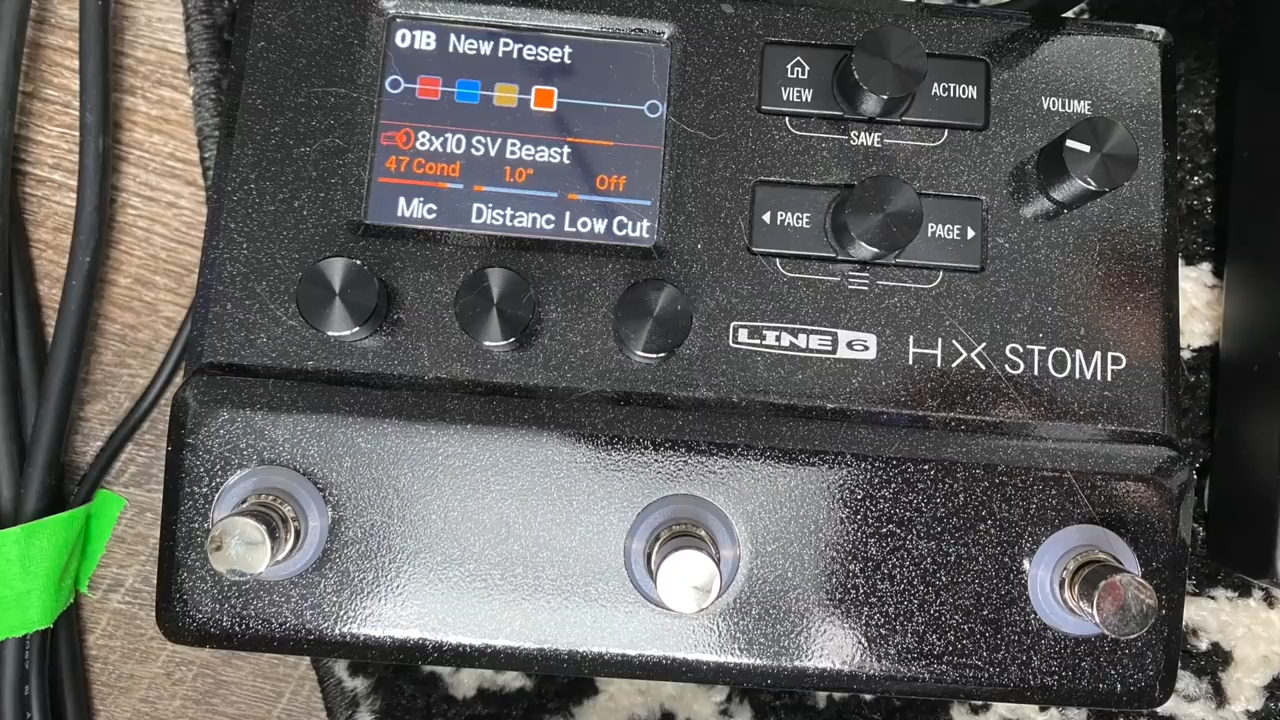 01B New Preset
8x10 SV Beast
47 Cond 1.0" Off
Mic Distanc Low Cut
VIEW
ACTION
SAVE
VOLUME
PAGE
PAGE
LINE 6
HX STOMP